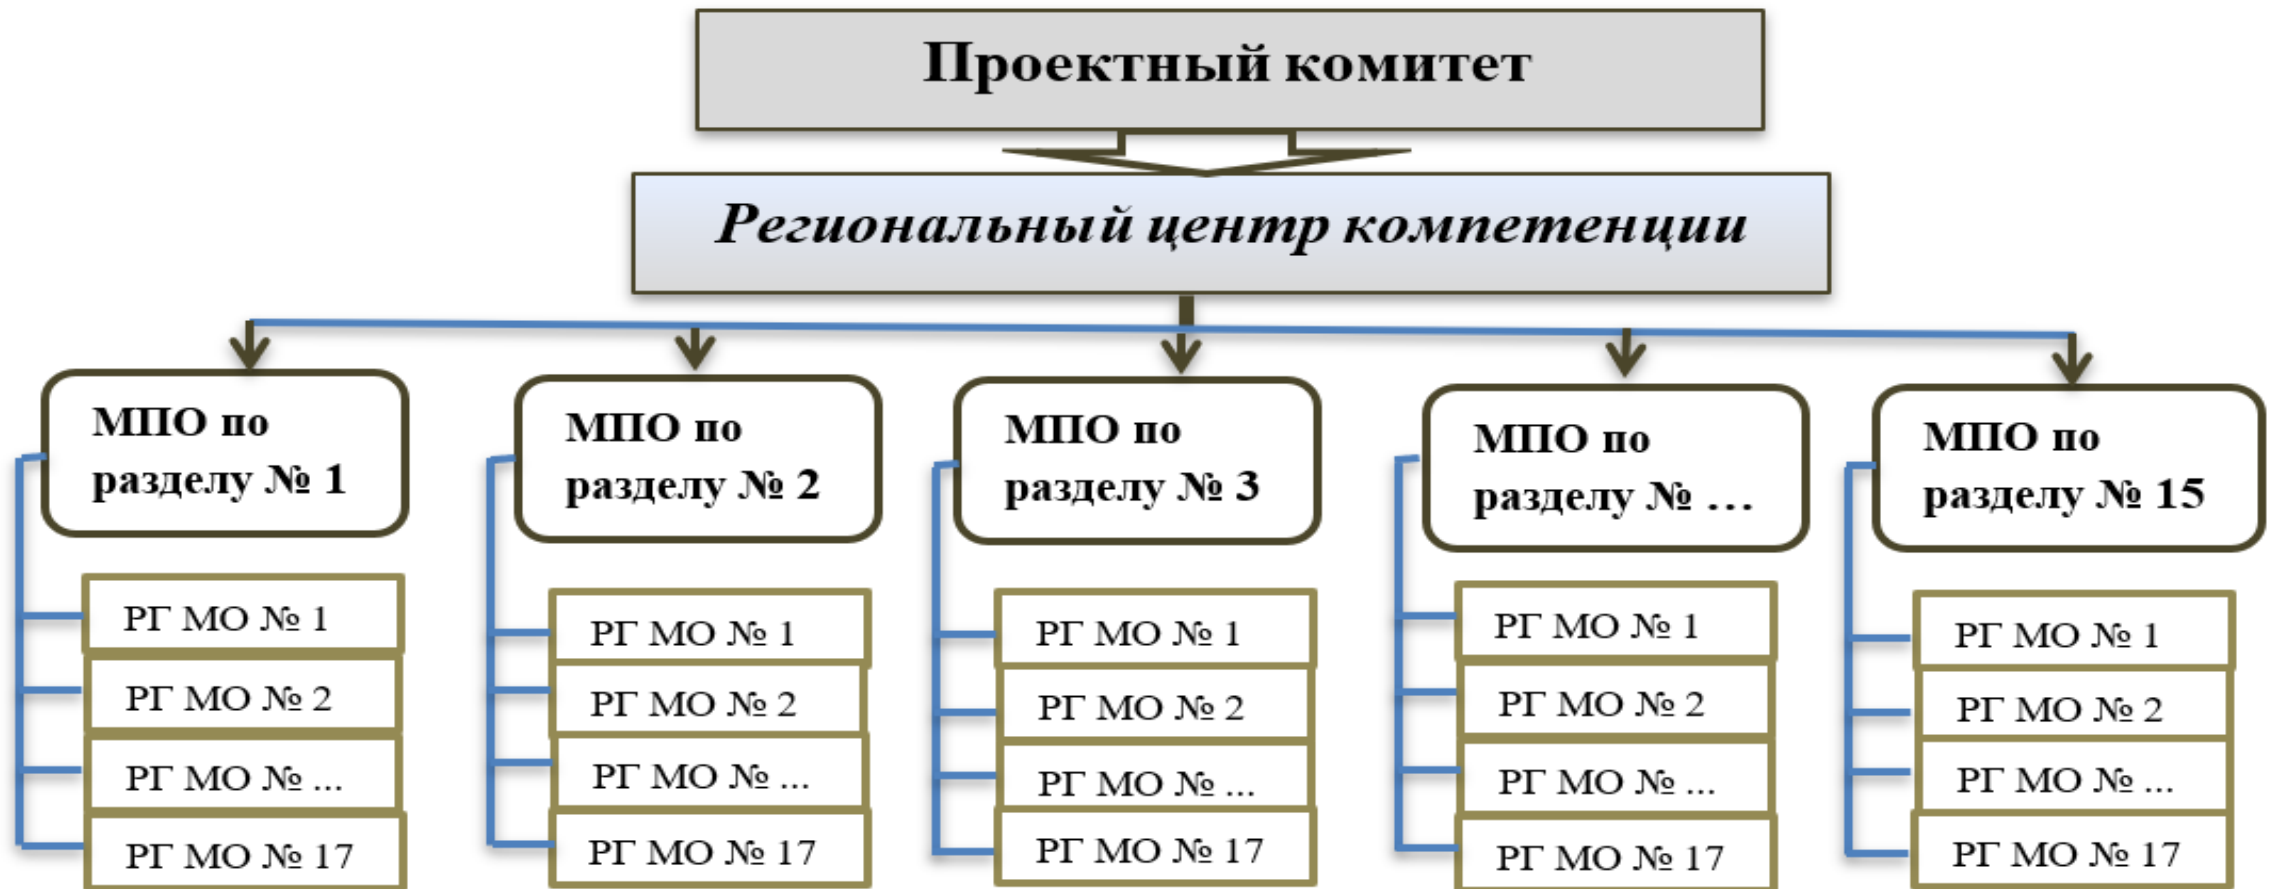 Проектный комитет
Региональный центр компетенции
МПО по
разделу № 1
РГ МО № 1
РГ МО № 2
РГ МО № ...
РГ МО № 17
МПО по
разделу № 2
РГ МО № 1
РГ МО № 2
РГ МО № ...
РГ МО № 17
МПО по
разделу № 3
РГ МО № 1
РГ МО № 2
РГ МО № ...
РГ МО № 17
МПО по
разделу № ...
РГ МО № 1
РГ МО № 2
РГ МО № ...
РГ МО № 17
МПО по
разделу № 15
РГ МО № 1
РГ МО № 2
РГ МО № ...
РГ МО № 17